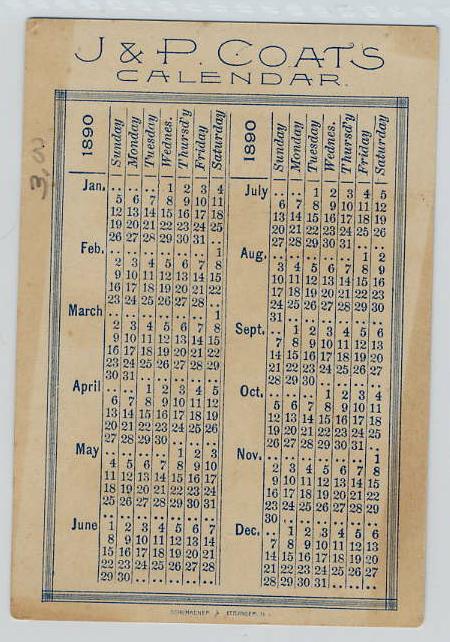 J & P. COATS
CALENDAR.
1890 Sunday Monday Tuesday Wednes. Thursd'y Friday Saturday
Jan. .. .. .. 1 2 3 4
5 6 7 8 9 10 11
12 13 14 15 16 17 18
19 20 21 22 23 24 25
26 27 28 29 30 31 ..
Feb. .. .. .. .. .. .. 1
2 3 4 5 6 7 8
9 10 11 12 13 14 15
16 17 18 19 20 21 22
23 24 25 26 27 28 ..
March .. .. .. .. .. .. 1
2 3 4 5 6 7 8
9 10 11 12 13 14 15
16 17 18 19 20 21 22
23 24 25 26 27 28 29
30 31 .. .. .. .. ..
April .. .. 1 2 3 4 5
6 7 8 9 10 11 12
13 14 15 16 17 18 19
20 21 22 23 24 25 26
27 28 29 30 .. .. ..
May .. .. .. .. 1 2 3
4 5 6 7 8 9 10
11 12 13 14 15 16 17
18 19 20 21 22 23 24
25 26 27 28 29 30 31
June 1 2 3 4 5 6 7
8 9 10 11 12 13 14
15 16 17 18 19 20 21
22 23 24 25 26 27 28
29 30 .. .. .. .. ..
1890 Sunday Monday Tuesday Wednes. Thursd'y Friday Saturday
July .. .. 1 2 3 4 5
6 7 8 9 10 11 12
13 14 15 16 17 18 19
20 21 22 23 24 25 26
27 28 29 30 31 .. ..
Aug. .. .. .. .. .. 1 2
3 4 5 6 7 8 9
10 11 12 13 14 15 16
17 18 19 20 21 22 23
24 25 26 27 28 29 30
31 .. .. .. .. .. ..
Sept. .. 1 2 3 4 5 6
7 8 9 10 11 12 13
14 15 16 17 18 19 20
21 22 23 24 25 26 27
28 29 30 .. .. .. ..
Oct. .. .. .. 1 2 3 4
5 6 7 8 9 10 11
12 13 14 15 16 17 18
19 20 21 22 23 24 25
26 27 28 29 30 31 ..
Nov. .. .. .. .. .. .. 1
2 3 4 5 6 7 8
9 10 11 12 13 14 15
16 17 18 19 20 21 22
23 24 25 26 27 28 29
30 .. .. .. .. .. ..
Dec. .. 1 2 3 4 5 6
7 8 9 10 11 12 13
14 15 16 17 18 19 20
21 22 23 24 25 26 27
28 29 30 31 .. .. ..